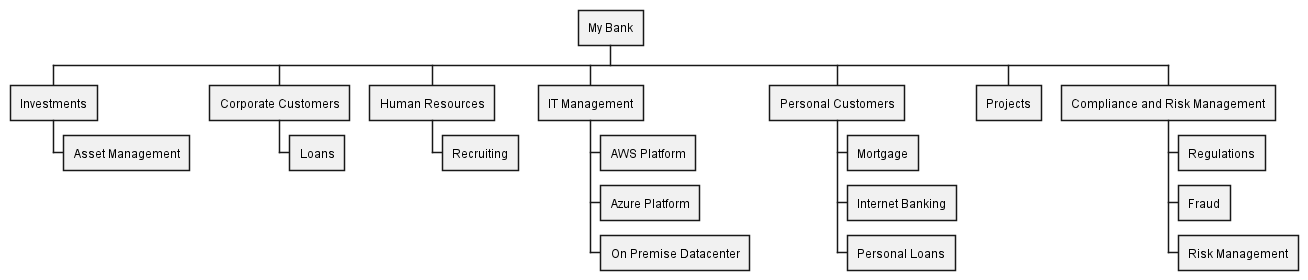 My Bank
Investments
Corporate Customers
Human Resources
IT Management
Personal Customers
Projects
Compliance and Risk Management
Asset Management
Loans
Recruiting
AWS Platform
Mortgage
Regulations
Azure Platform
Internet Banking
Fraud
On Premise Datacenter
Personal Loans
Risk Management